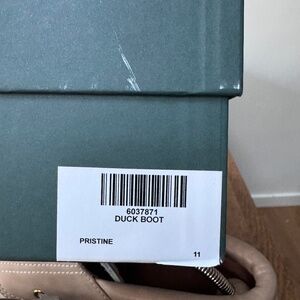 6037871
DUCK BOOT
PRISTINE
11